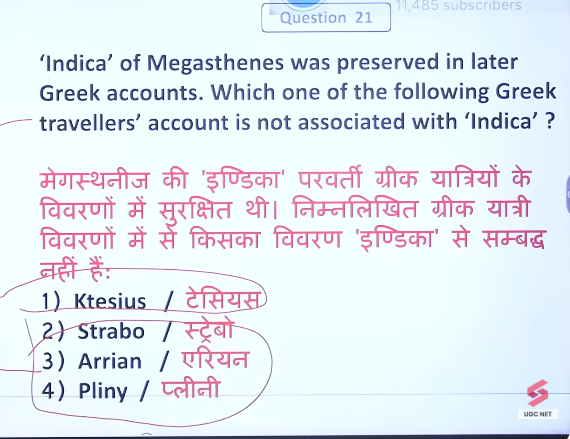 11,485 subscribers
Question 21
‘Indica’ of Megasthenes was preserved in later
Greek accounts. Which one of the following Greek
travellers’ account is not associated with ‘Indica’ ?
मेगस्थनीज की 'इण्डिका' परवर्ती ग्रीक यात्रियों के
विवरणों में सुरक्षित थी। निम्नलिखित ग्रीक यात्री
विवरणों में से किसका विवरण 'इण्डिका' से सम्बद्ध
नहीं हैं:
1) Ktesius / टेसियस
2) Strabo / स्ट्रेबो
3) Arrian / एरियन
4) Pliny / प्लीनी
UGC NET